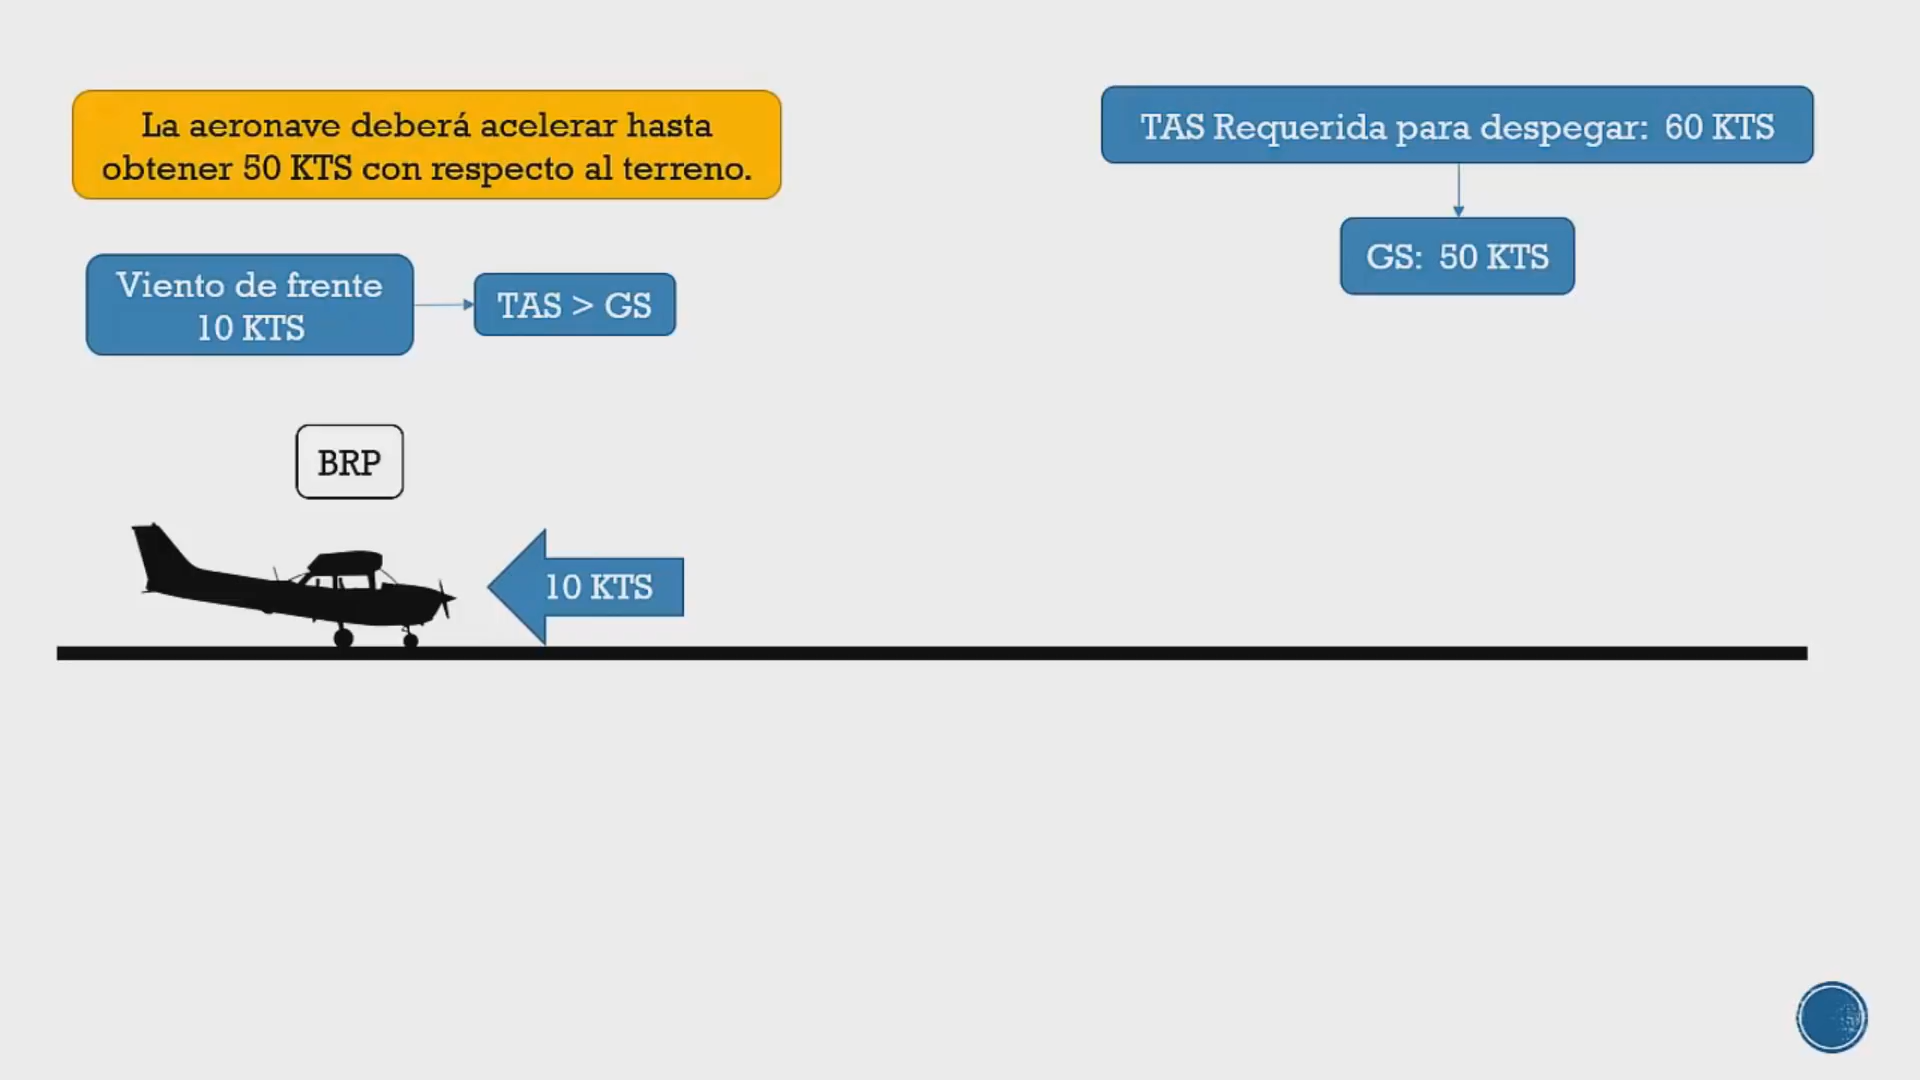 La aeronave deberá acelerar hasta
obtener 50 KTS con respecto al terreno.
TAS Requerida para despegar: 60 KTS
GS: 50 KTS
Viento de frente
10 KTS
TAS > GS
BRP
10 KTS